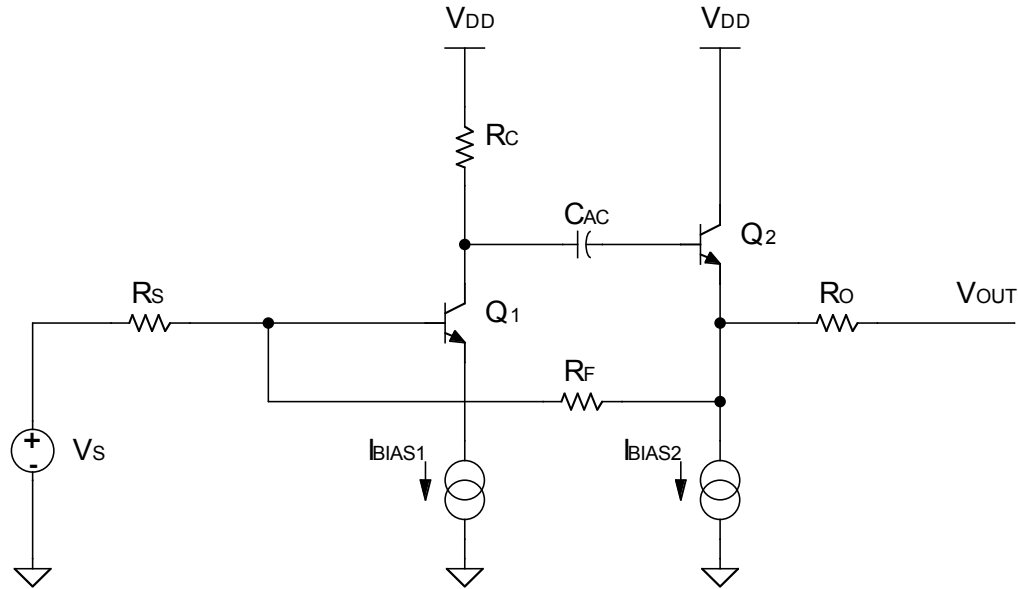 VDD
VDD
RC
CAC
Q2
RS
Q1
RO
VOUT
RF
+
-
VS
IBIAS1
IBIAS2